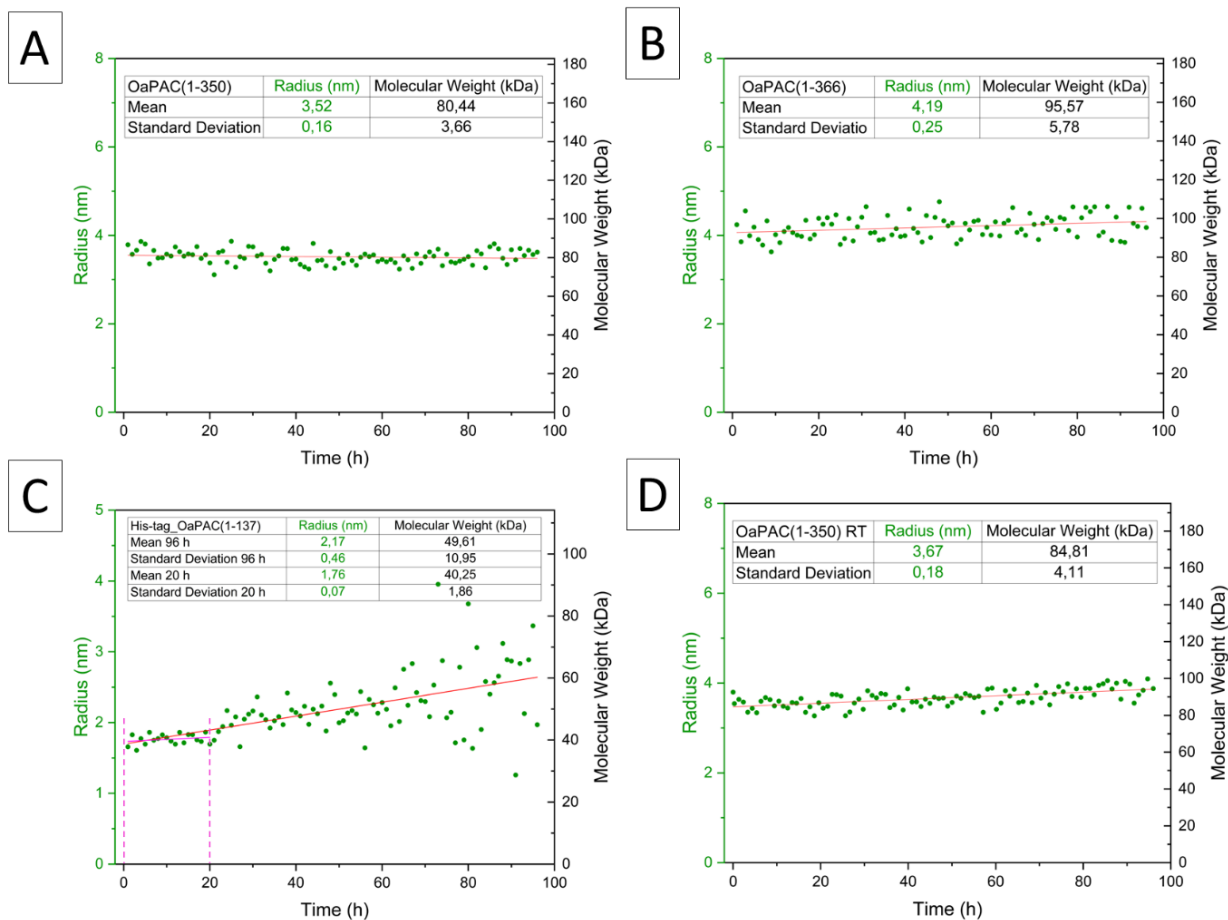 A
OaPAC(1-350) Radius (nm) Molecular Weight (kDa)
Mean 3,52 80,44
Standard Deviation 0,16 3,66
Radius (nm)
8
6
4
2
0
Molecular Weight (kDa)
180
160
140
120
100
80
60
40
20
0
0 20 40 60 80 100
Time (h)
B
OaPAC(1-366) Radius (nm) Molecular Weight (kDa)
Mean 4,19 95,57
Standard Deviatio 0,25 5,78
Radius (nm)
8
6
4
2
0
Molecular Weight (kDa)
180
160
140
120
100
80
60
40
20
0
0 20 40 60 80 100
Time (h)
C
His-tag_OaPAC(1-137) Radius (nm) Molecular Weight (kDa)
Mean 96 h 2,17 49,61
Standard Deviation 96 h 0,46 10,95
Mean 20 h 1,76 40,25
Standard Deviation 20 h 0,07 1,86
Radius (nm)
5
4
3
2
1
0
Molecular Weight (kDa)
100
80
60
40
20
0
0 20 40 60 80 100
Time (h)
D
OaPAC(1-350) RT Radius (nm) Molecular Weight (kDa)
Mean 3,67 84,81
Standard Deviation 0,18 4,11
Radius (nm)
8
6
4
2
0
Molecular Weight (kDa)
180
160
140
120
100
80
60
40
20
0
0 20 40 60 80 100
Time (h)